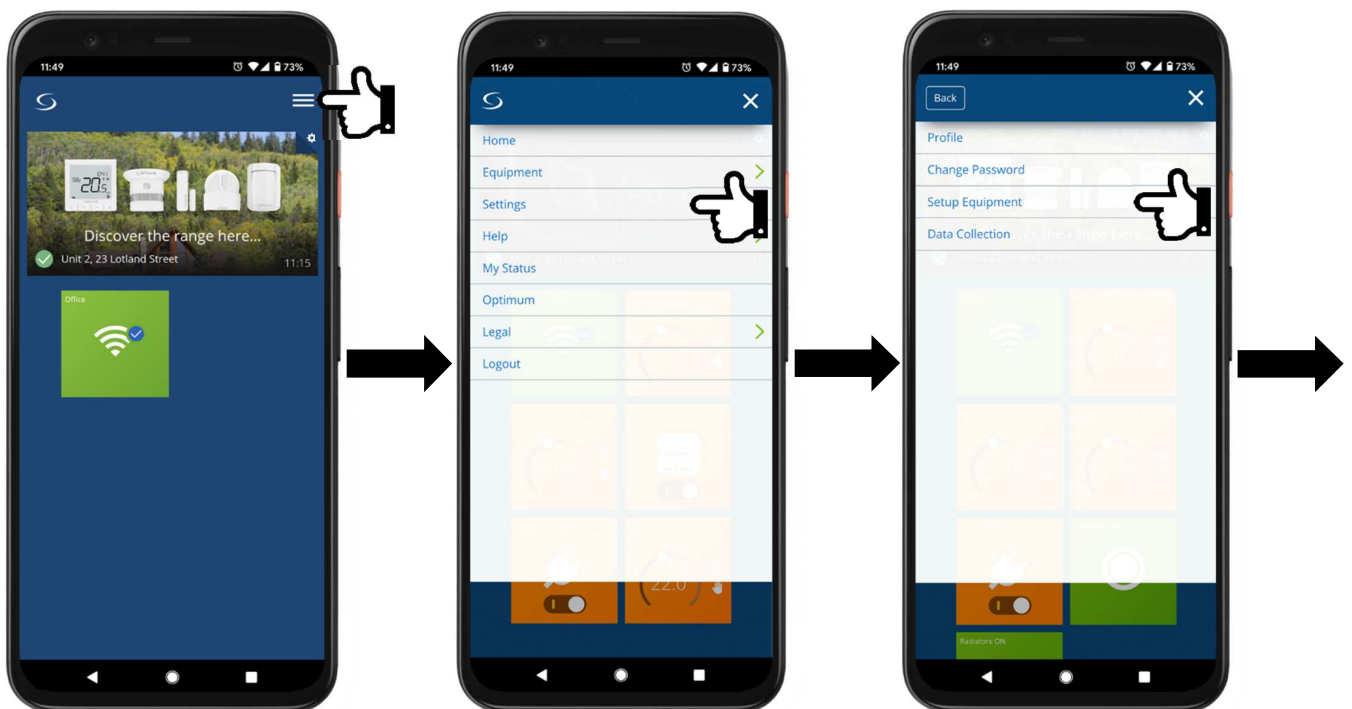 11:49
73%
Discover the range here...
Unit 2, 23 Lotland Street
11:15
Office
11:49
73%
Home
Equipment
Settings
Help
My Status
Optimum
Legal
Logout
22.0
11:49
73%
Back
Profile
Change Password
Setup Equipment
Data Collection
Radiators ON